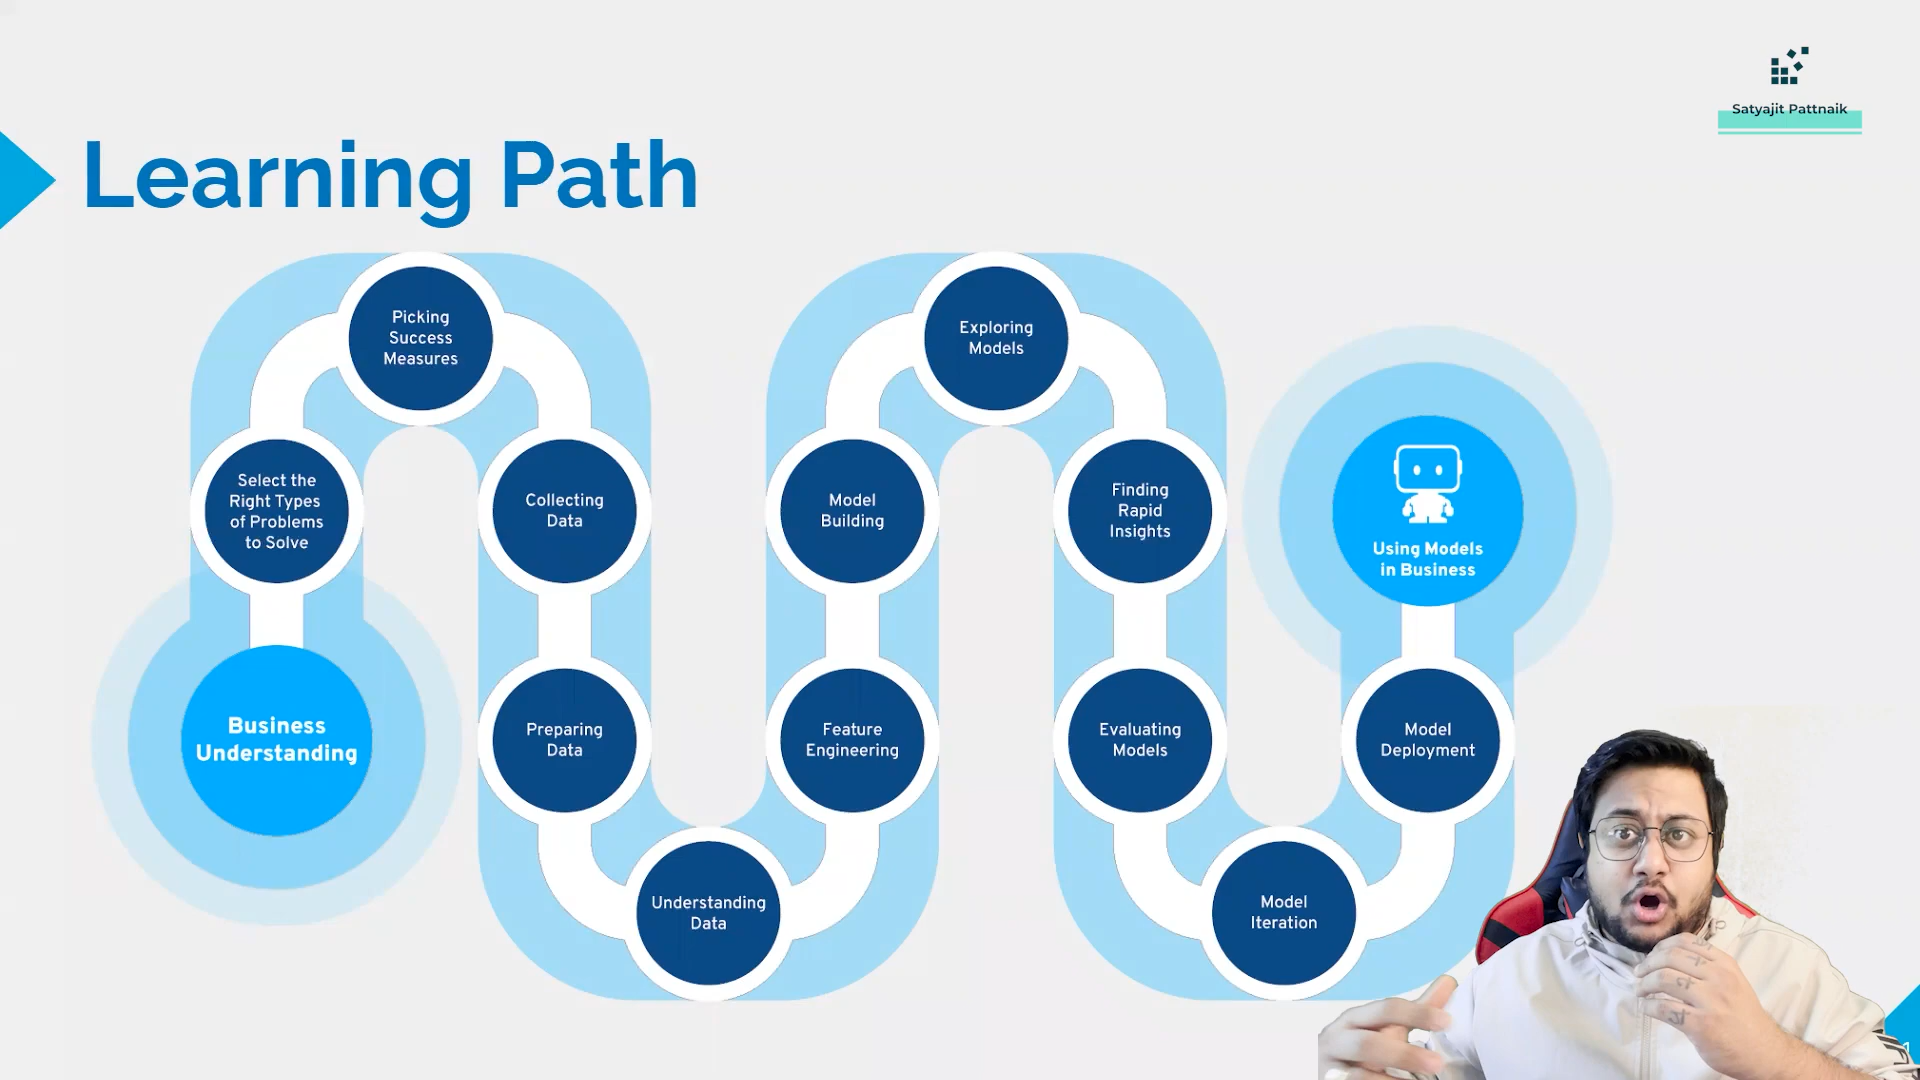 Satyajit Pattnaik
Learning Path
Business
Understanding
Select the
Right Types
of Problems
to Solve
Picking
Success
Measures
Collecting
Data
Preparing
Data
Understanding
Data
Feature
Engineering
Model
Building
Exploring
Models
Finding
Rapid
Insights
Evaluating
Models
Model
Iteration
Model
Deployment
Using Models
in Business